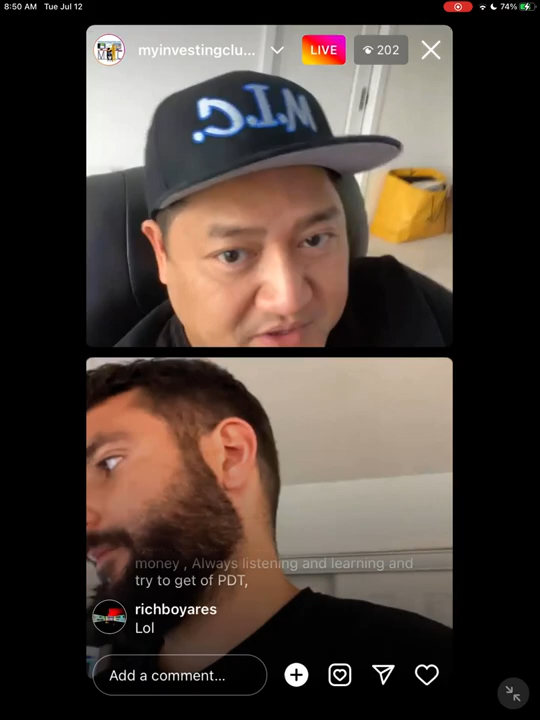 8:50 AM Tue Jul 12
74%
myinvestingclu...
LIVE
202
M.I.C.
money , Always listening and learning and
try to get of PDT,
richboyares
Lol
Add a comment...